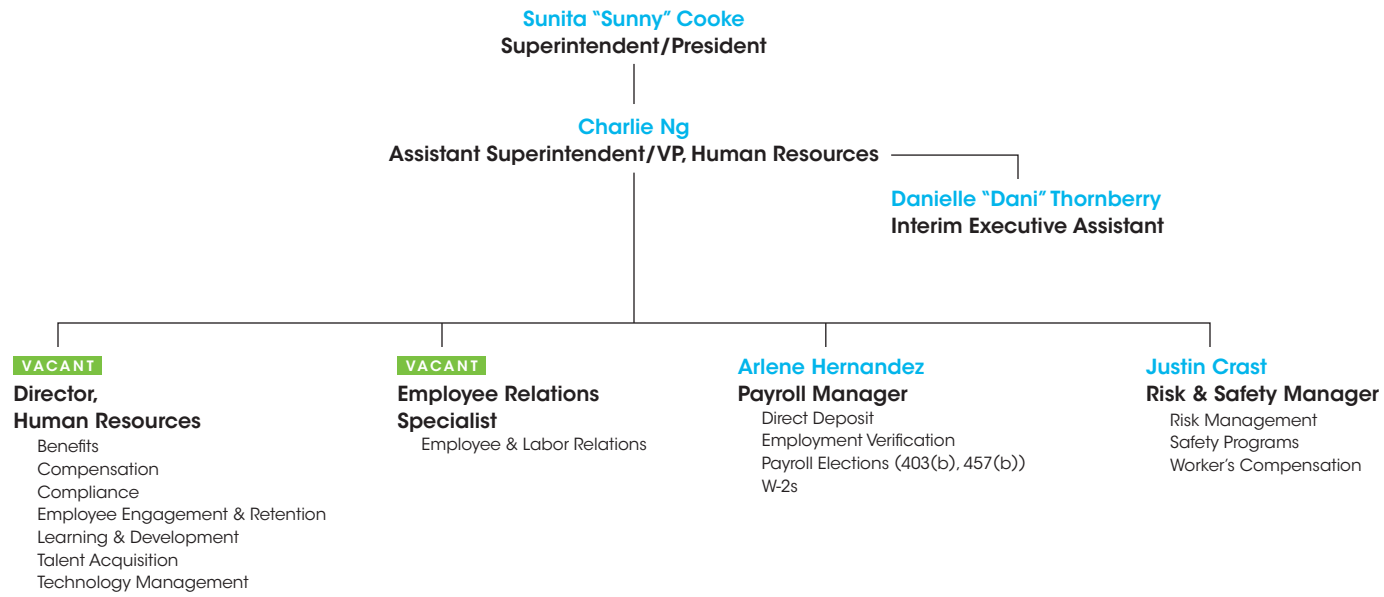 Sunita “Sunny” Cooke
Superintendent/President
Charlie Ng
Assistant Superintendent/VP, Human Resources
Danielle “Dani” Thornberry
Interim Executive Assistant
VACANT
Director,
Human Resources
Benefits
Compensation
Compliance
Employee Engagement & Retention
Learning & Development
Talent Acquisition
Technology Management
VACANT
Employee Relations
Specialist
Employee & Labor Relations
Arlene Hernandez
Payroll Manager
Direct Deposit
Employment Verification
Payroll Elections (403(b), 457(b))
W-2s
Justin Crast
Risk & Safety Manager
Risk Management
Safety Programs
Worker’s Compensation